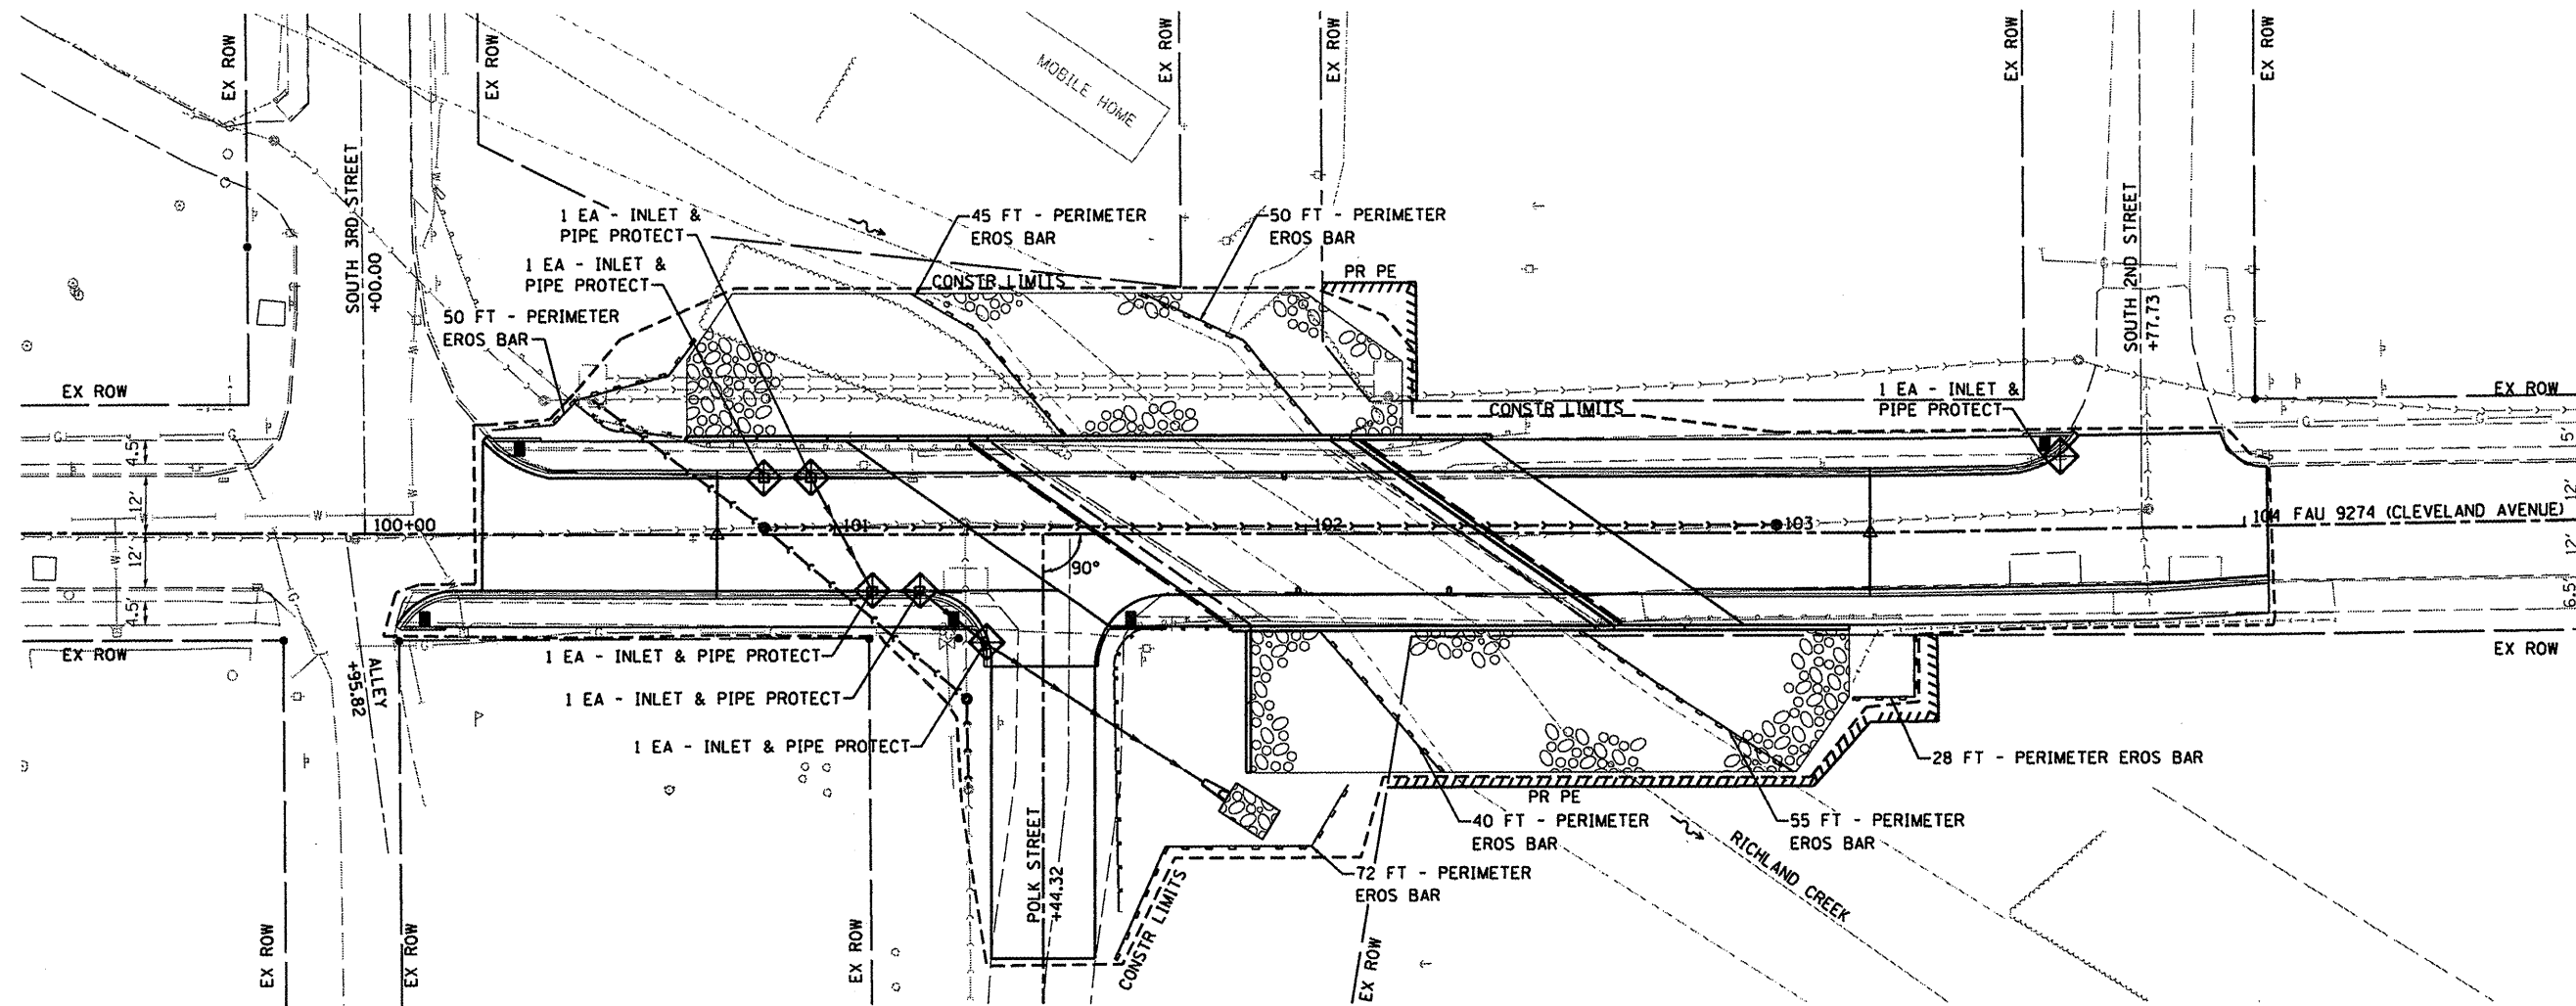 EX ROW
EX ROW
EX ROW
EX ROW
EX ROW
EX ROW
MOBILE HOME
SOUTH 3RD STREET
+00.00
1 EA - INLET &
PIPE PROTECT
1 EA - INLET &
PIPE PROTECT
50 FT - PERIMETER
EROS BAR
45 FT - PERIMETER
EROS BAR
50 FT - PERIMETER
EROS BAR
CONSTR LIMITS
PR PE
SOUTH 2ND STREET
+77.73
EX ROW
1 EA - INLET &
PIPE PROTECT
CONSTR LIMITS
EX ROW
4.5'
12'
12'
4.5'
5'
12'
12'
6.5'
100+00
101
102
103
104
FAU 9274 (CLEVELAND AVENUE)
90°
EX ROW
EX ROW
ALLEY
+95.82
1 EA - INLET & PIPE PROTECT
1 EA - INLET & PIPE PROTECT
1 EA - INLET & PIPE PROTECT
28 FT - PERIMETER EROS BAR
PR PE
40 FT - PERIMETER
EROS BAR
55 FT - PERIMETER
EROS BAR
72 FT - PERIMETER
EROS BAR
RICHLAND CREEK
POLK STREET
+44.32
CONSTR LIMITS
EX ROW
EX ROW
EX ROW
EX ROW